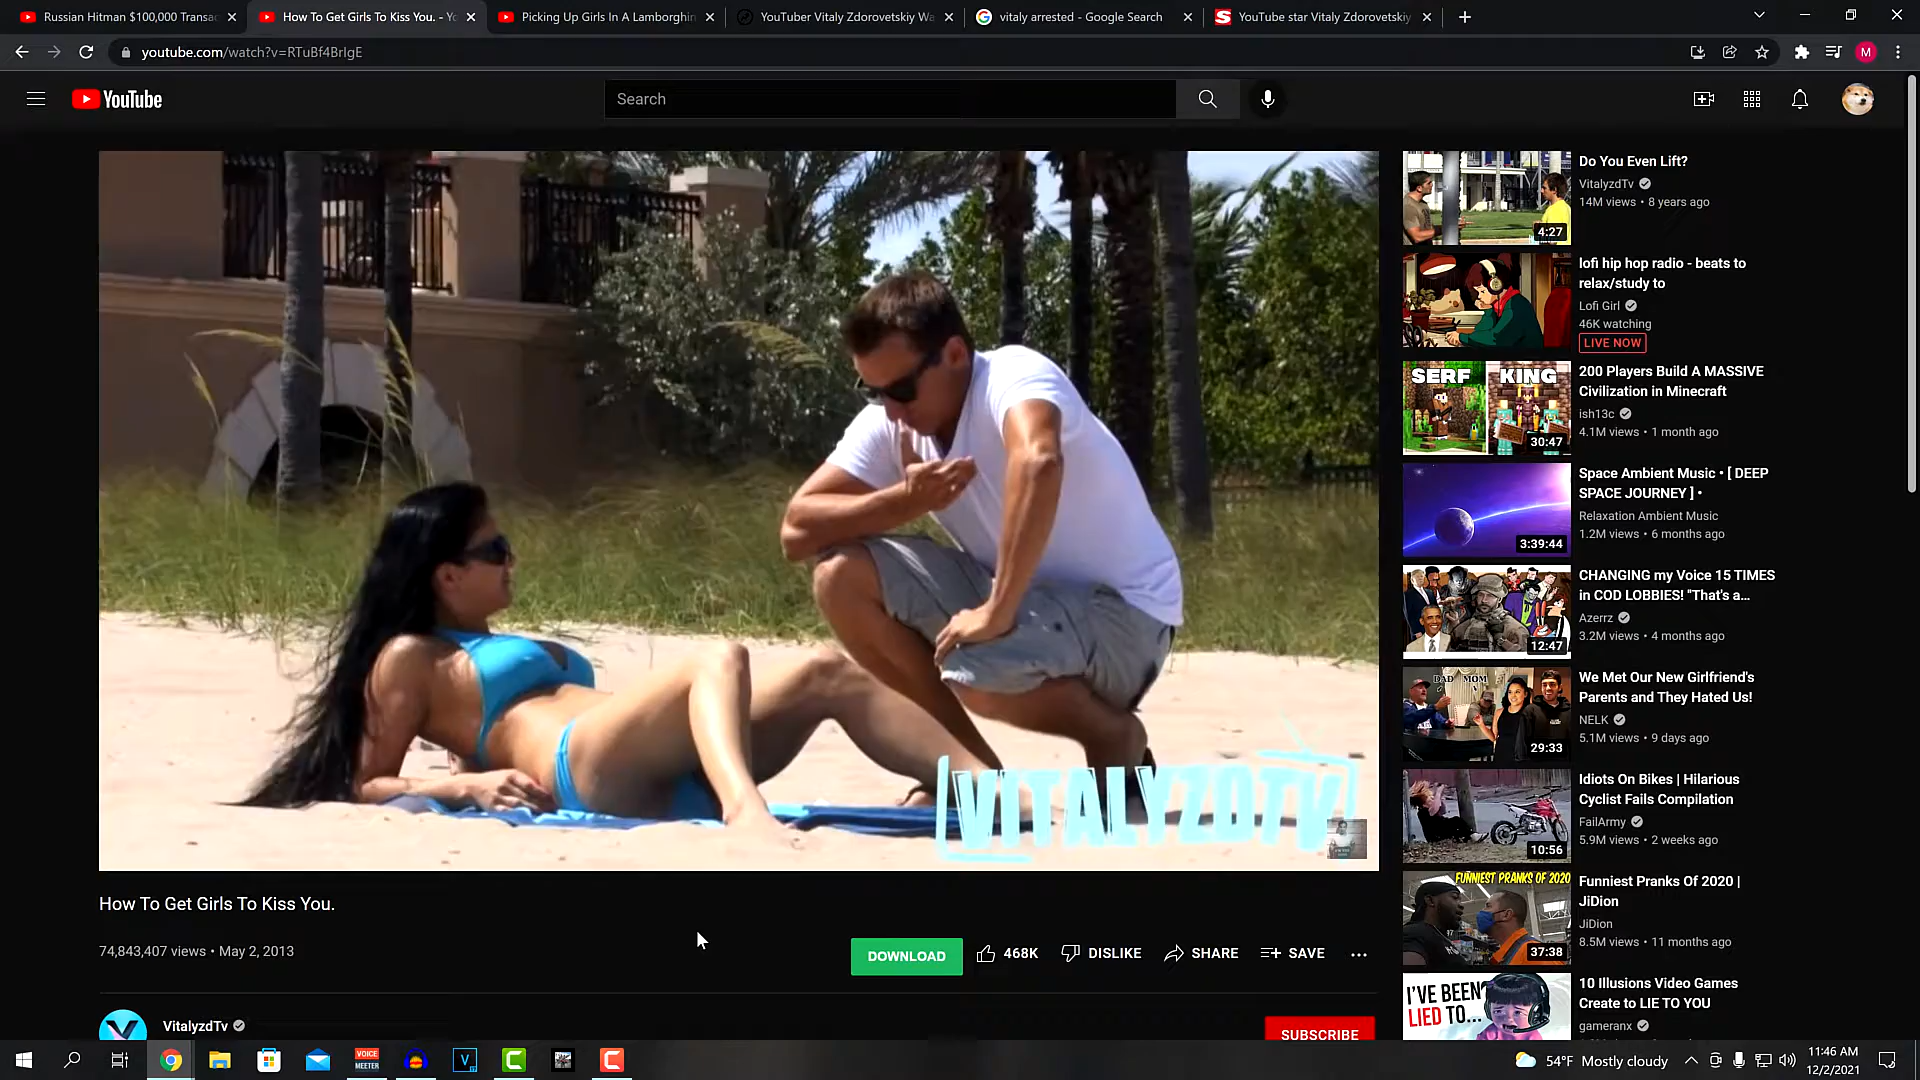 Russian Hitman $100,000 Transac
How To Get Girls To Kiss You. - Yo
Picking Up Girls In A Lamborghin
YouTuber Vitaly Zdorovetskiy Wa
vitaly arrested - Google Search
YouTube star Vitaly Zdorovetskiy
youtube.com/watch?v=RTuBf4BrIgE
M
YouTube
Search
VITALYZDTV
How To Get Girls To Kiss You.
74,843,407 views • May 2, 2013
DOWNLOAD
468K
DISLIKE
SHARE
SAVE
VitalyzdTv
SUBSCRIBE
Do You Even Lift?
VitalyzdTv
14M views • 8 years ago
4:27
lofi hip hop radio - beats to
relax/study to
Lofi Girl
46K watching
LIVE NOW
SERF KING
200 Players Build A MASSIVE
Civilization in Minecraft
ish13c
4.1M views • 1 month ago
30:47
Space Ambient Music • [ DEEP
SPACE JOURNEY ] •
Relaxation Ambient Music
1.2M views • 6 months ago
3:39:44
CHANGING my Voice 15 TIMES
in COD LOBBIES! "That's a...
Azerrz
3.2M views • 4 months ago
12:47
DAD MOM
We Met Our New Girlfriend's
Parents and They Hated Us!
NELK
5.1M views • 9 days ago
29:33
Idiots On Bikes | Hilarious
Cyclist Fails Compilation
FailArmy
5.9M views • 2 weeks ago
10:56
FUNNIEST PRANKS OF 2020
Funniest Pranks Of 2020 |
JiDion
JiDion
8.5M views • 11 months ago
37:38
I'VE BEEN
LIED TO...
10 Illusions Video Games
Create to LIE TO YOU
gameranx
VOICE
MEETER
54°F Mostly cloudy
11:46 AM
12/2/2021